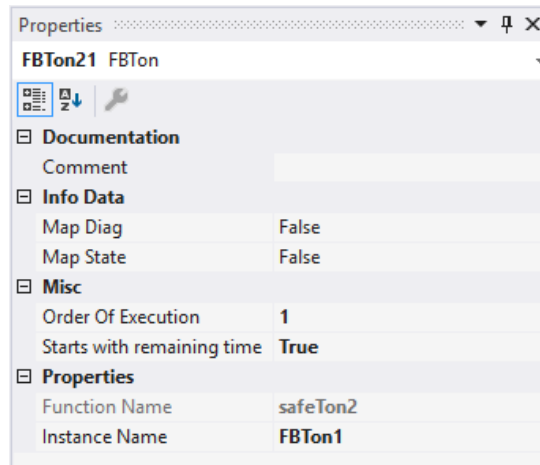 Properties
FBTon21 FBTon
Documentation
Comment
Info Data
Map Diag False
Map State False
Misc
Order Of Execution 1
Starts with remaining time True
Properties
Function Name safeTon2
Instance Name FBTon1